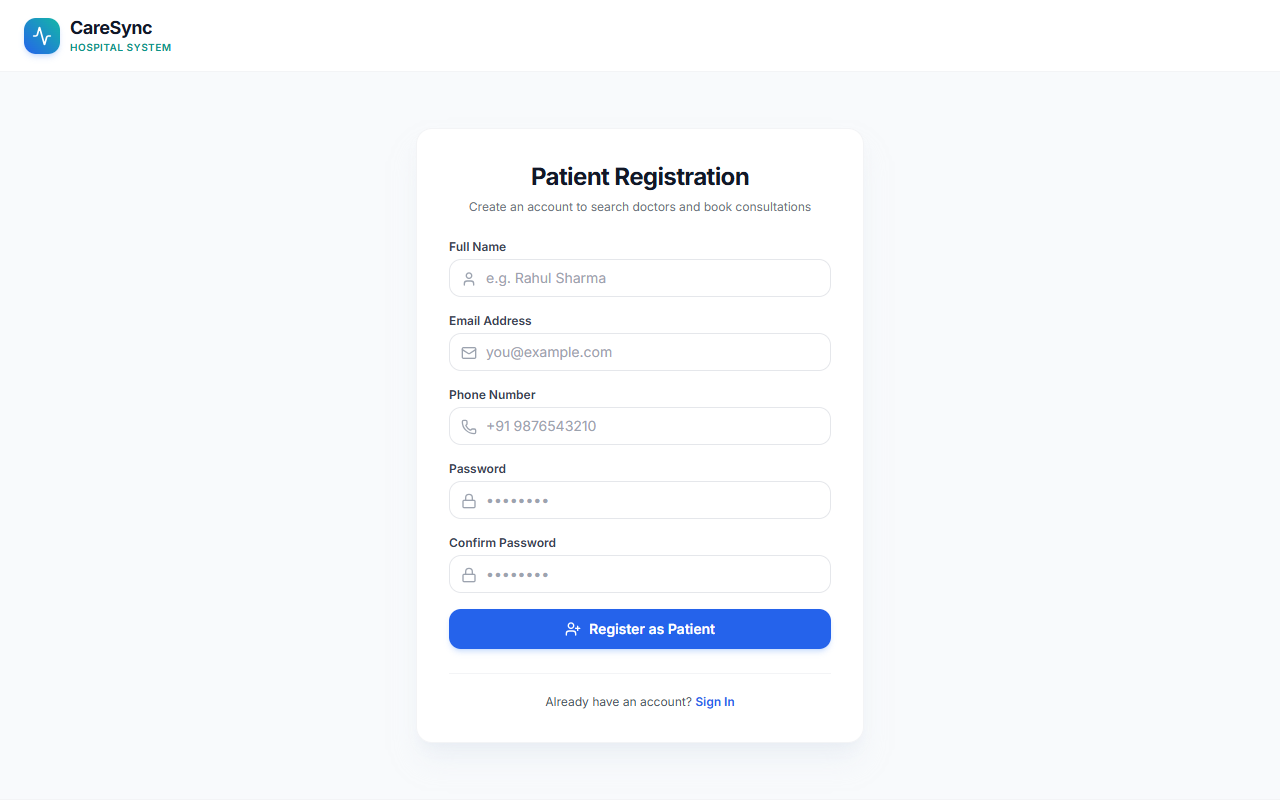 CareSync
HOSPITAL SYSTEM
Patient Registration
Create an account to search doctors and book consultations
Full Name
e.g. Rahul Sharma
Email Address
you@example.com
Phone Number
+91 9876543210
Password
••••••••
Confirm Password
••••••••
Register as Patient
Already have an account? Sign In